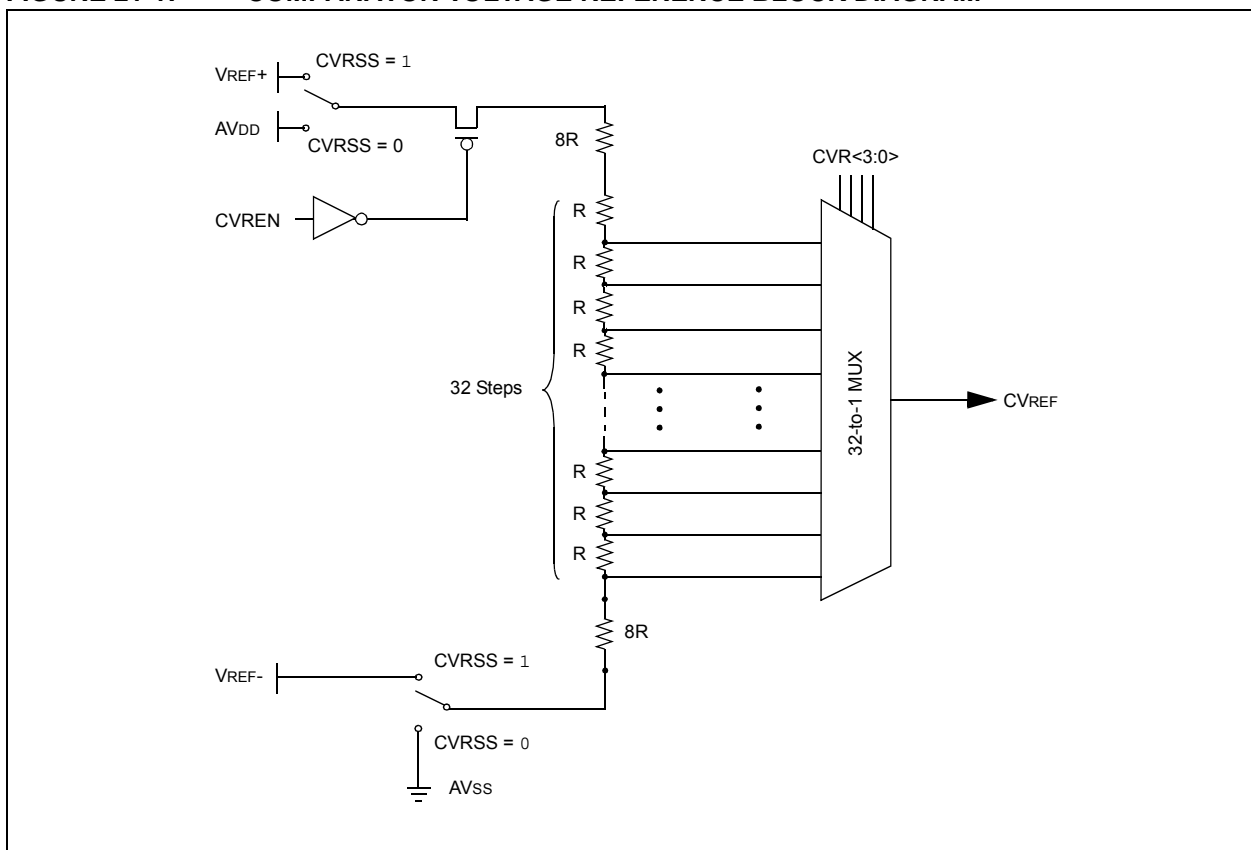 CVRSS = 1
VREF+
AVDD
CVRSS = 0
8R
CVR<3:0>
CVREN
R
R
R
R
32 Steps
32-to-1 MUX
CVREF
R
R
R
8R
CVRSS = 1
VREF-
CVRSS = 0
AVSS